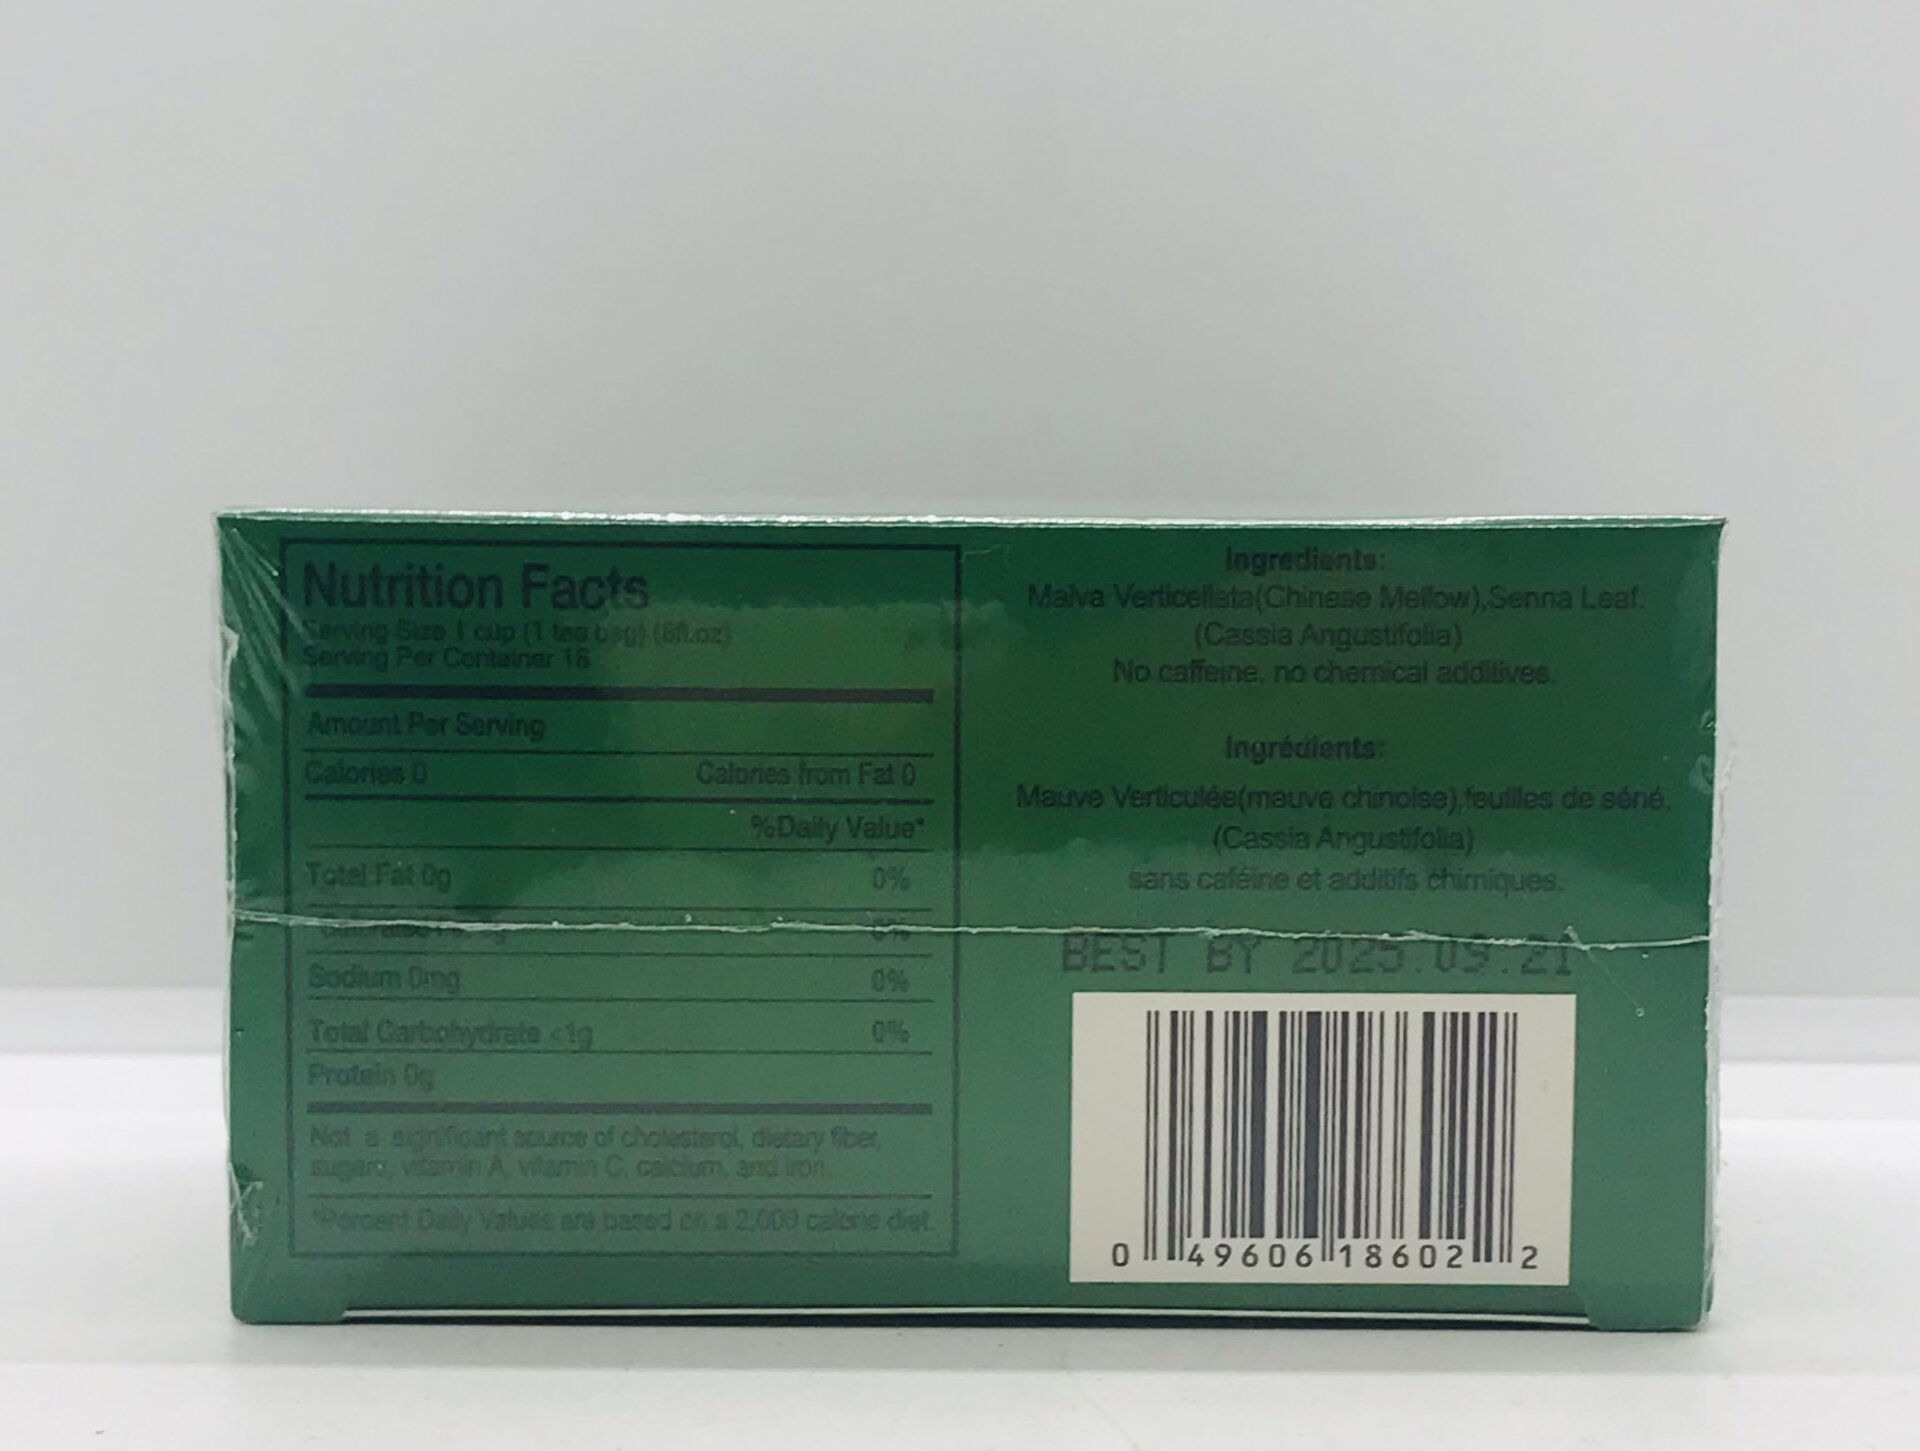 Nutrition Facts
Serving Size 1 cup (1 tea bag) (8fl.oz)
Serving Per Container 18
Amount Per Serving
Calories 0 Calories from Fat 0
%Daily Value*
Total Fat 0g 0%
0%
Sodium 0mg 0%
Total Carbohydrate <1g 0%
Protein 0g
Not a significant source of cholesterol, dietary fiber,
sugars, vitamin A, vitamin C, calcium, and iron.
*Percent Daily Values are based on a 2,000 calorie diet.
Ingredients:
Malva Verticellata(Chinese Mellow),Senna Leaf.
(Cassia Angustifolia)
No caffeine, no chemical additives.
Ingrédients:
Mauve Verticulée(mauve chinoise),feuilles de séné,
(Cassia Angustifolia)
sans caféine et additifs chimiques.
BEST BY 2025.09.21
0 49606 18602 2